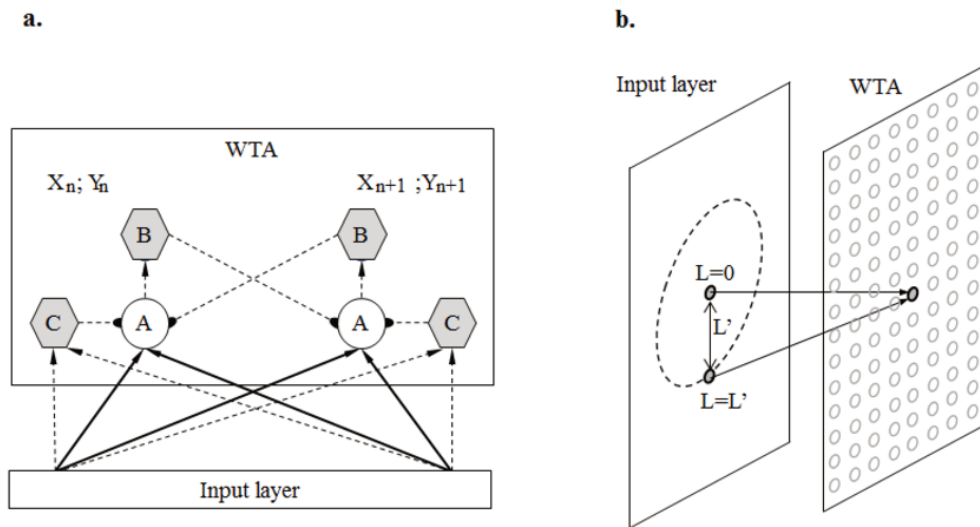 a.
WTA
Xn; Yn
Xn+1 ;Yn+1
B
B
C
A
A
C
Input layer
b.
Input layer
WTA
L=0
L'
L=L'